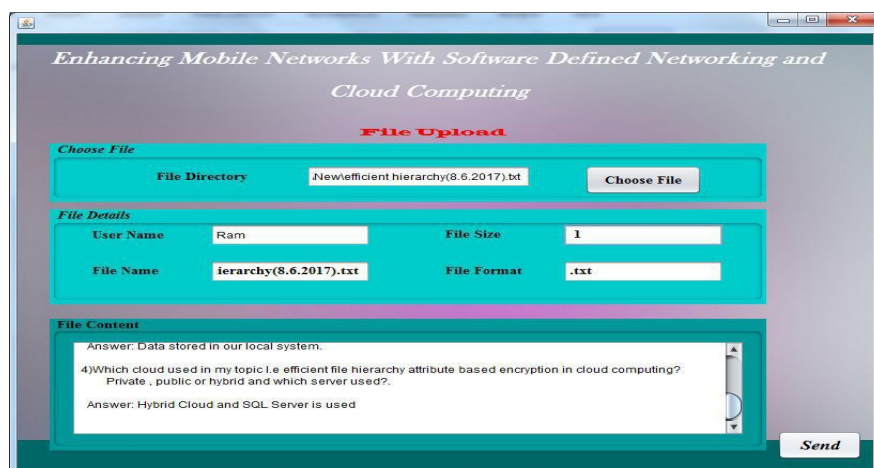 Enhancing Mobile Networks With Software Defined Networking and
Cloud Computing
File Upload
Choose File
File Directory .New\efficient hierarchy(8.6.2017).txt Choose File
File Details
User Name Ram File Size 1
File Name ierarchy(8.6.2017).txt File Format .txt
File Content
Answer: Data stored in our local system.
4)Which cloud used in my topic I.e efficient file hierarchy attribute based encryption in cloud computing?
Private , public or hybrid and which server used?.
Answer: Hybrid Cloud and SQL Server is used
Send